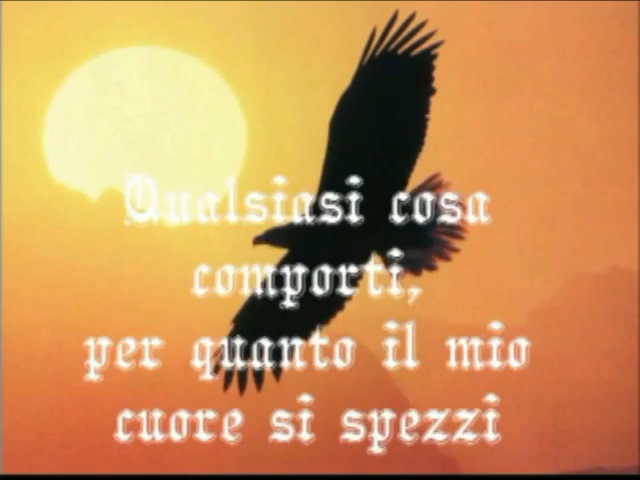 Qualsiasi cosa
comporti,
per quanto il mio
cuore si spezzi